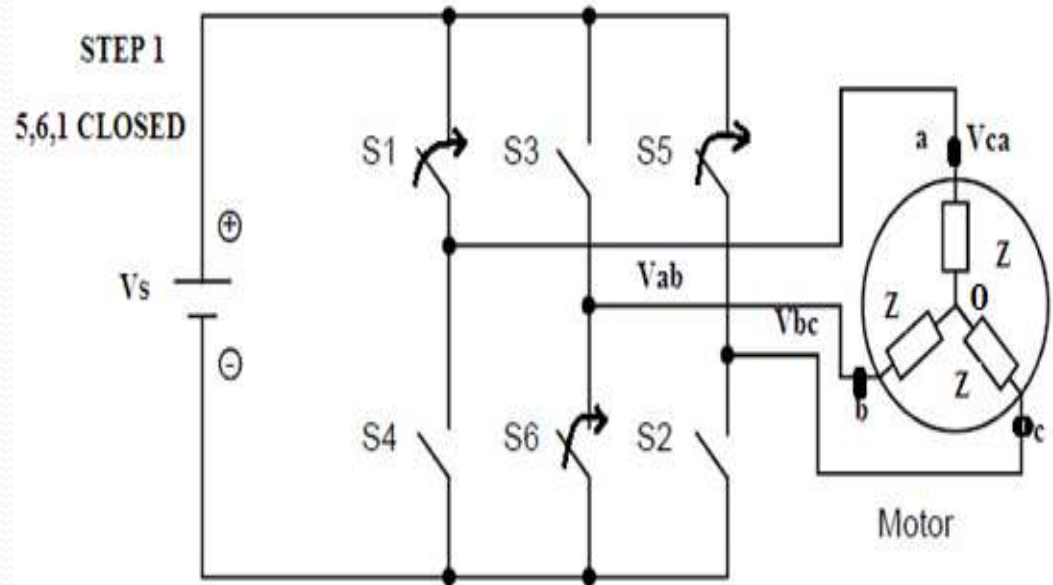 STEP 1
5,6,1 CLOSED
S1
S3
S5
a
Vca
+
Vs
-
Vab
Vbc
Z
Z
O
Z
b
c
S4
S6
S2
Motor